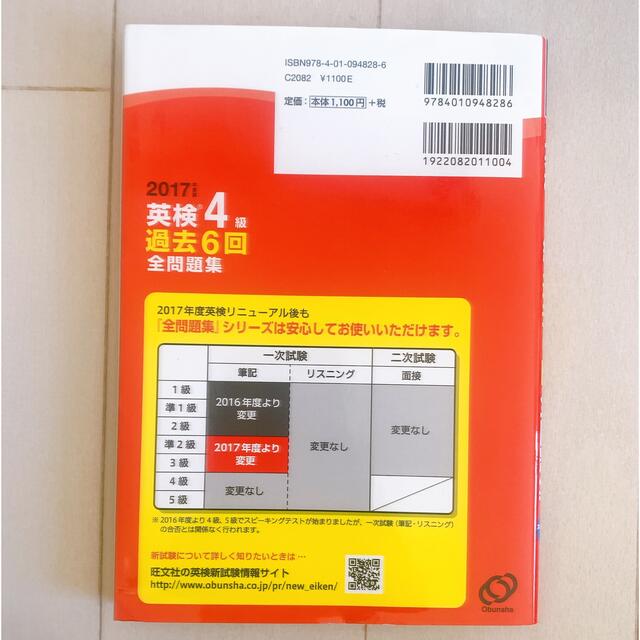 ISBN978-4-01-094828-6
C2082 ¥1100E
定価：本体1,100円＋税
9784010948286
1922082011004
2017年度版
英検®4級
過去6回
全問題集
2017年度英検リニューアル後も
『全問題集』シリーズは安心してお使いいただけます。
一次試験 二次試験
筆記 リスニング 面接
1級
準1級
2級
準2級
3級
4級
5級
2016年度より
変更
2017年度より
変更
変更なし
変更なし
変更なし
※2016年度より4級、5級でスピーキングテストが始まりましたが、一次試験（筆記・リスニング）
の合否とは関係なく行われます。
新試験について詳しく知りたいときは…
旺文社の英検新試験情報サイト
http://www.obunsha.co.jp/pr/new_eiken/
Obunsha